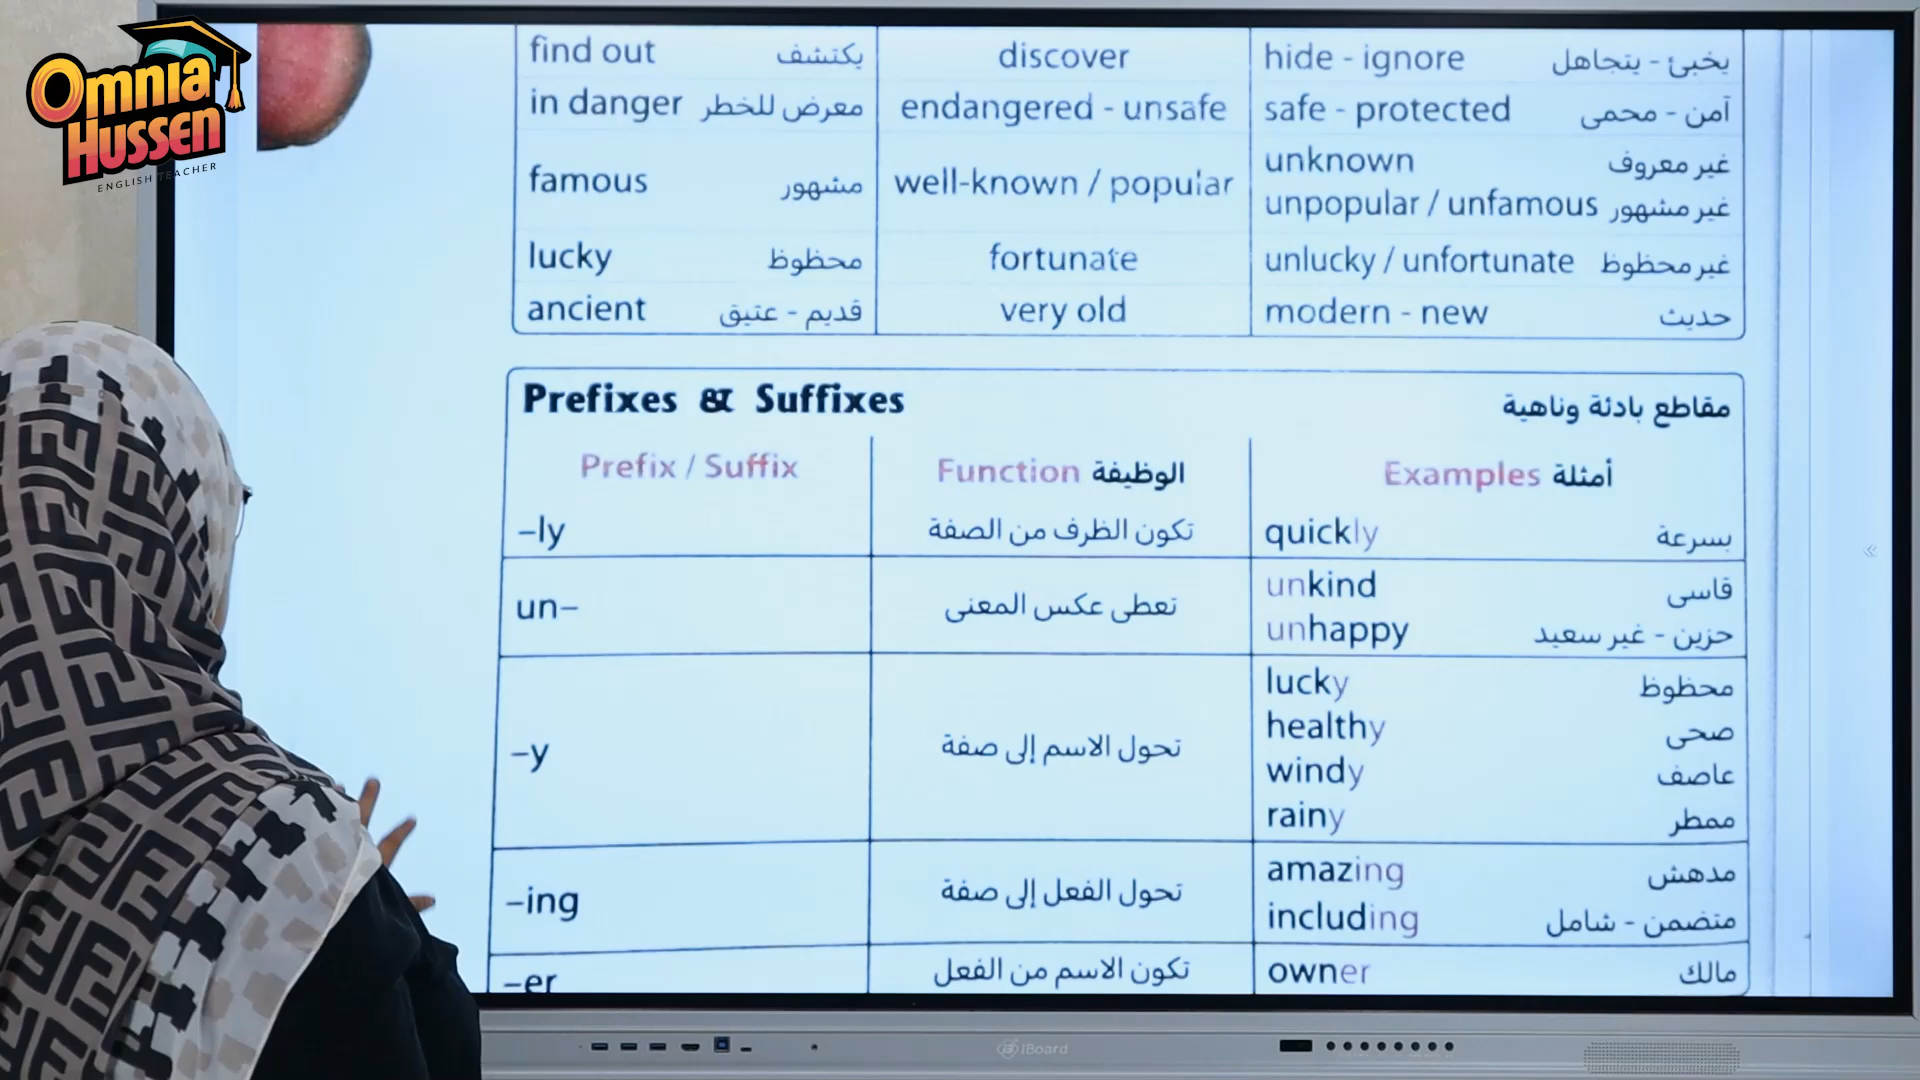 Omnia
Hussen
ENGLISH TEACHER
find out يكتشف discover hide - ignore يخبئ - يتجاهل
in danger معرض للخطر endangered - unsafe safe - protected آمن - محمى
famous مشهور well-known / popular unknown غير معروف
unpopular / unfamous غير مشهور
lucky محظوظ fortunate unlucky / unfortunate غير محظوظ
ancient قديم - عتيق very old modern - new حديث
Prefixes & Suffixes مقاطع بادئة وناهية
Prefix / Suffix Function الوظيفة Examples أمثلة
–ly تكون الظرف من الصفة quickly بسرعة
un– تعطى عكس المعنى unkind قاسى
unhappy حزين - غير سعيد
–y تحول الاسم إلى صفة lucky محظوظ
healthy صحى
windy عاصف
rainy ممطر
–ing تحول الفعل إلى صفة amazing مدهش
including متضمن - شامل
–er تكون الاسم من الفعل owner مالك
iBoard